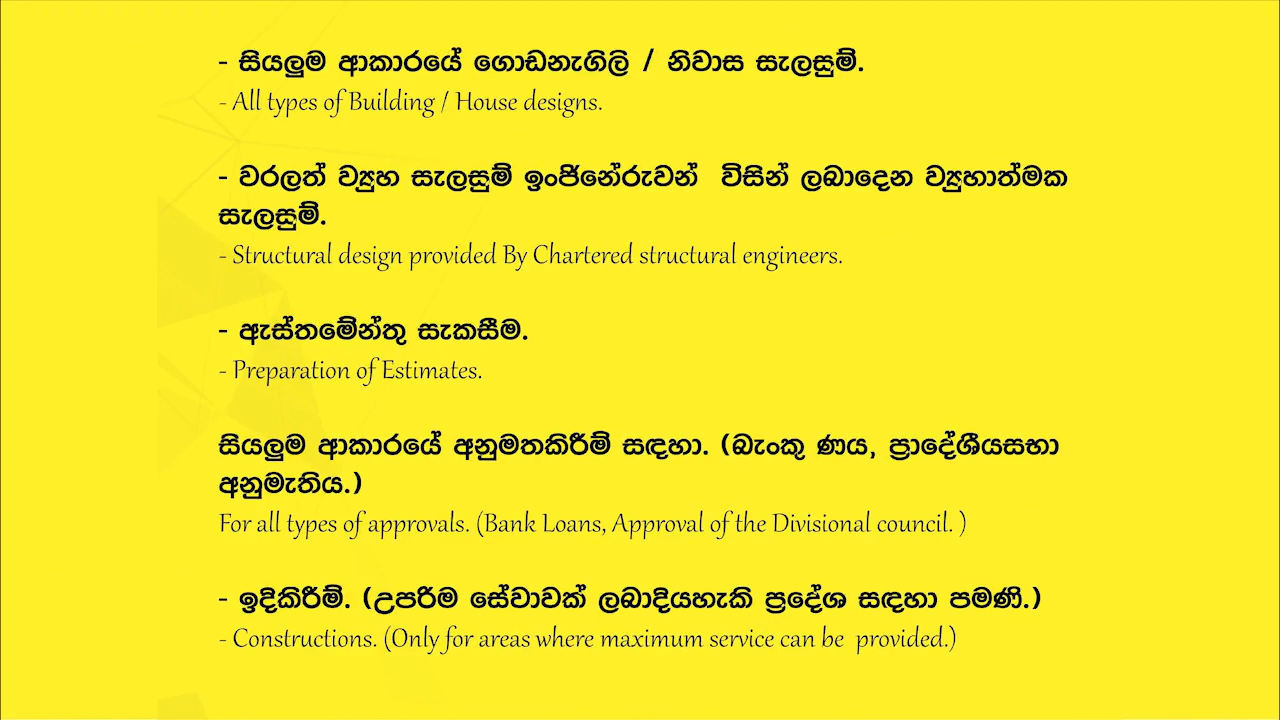 - සියලුම ආකාරයේ ගොඩනැගිලි / නිවාස සැලසුම්.
- All types of Building / House designs.
- වරලත් ව්‍යුහ සැලසුම් ඉංජිනේරුවන් විසින් ලබාදෙන ව්‍යුහාත්මක
සැලසුම්.
- Structural design provided By Chartered structural engineers.
- ඇස්තමේන්තු සැකසීම.
- Preparation of Estimates.
සියලුම ආකාරයේ අනුමතකිරීම් සඳහා. (බැංකු ණය, ප්‍රාදේශීයසභා
අනුමැතිය.)
For all types of approvals. (Bank Loans, Approval of the Divisional council. )
- ඉදිකිරීම්. (උපරිම සේවාවක් ලබාදියහැකි ප්‍රදේශ සඳහා පමණි.)
- Constructions. (Only for areas where maximum service can be provided.)